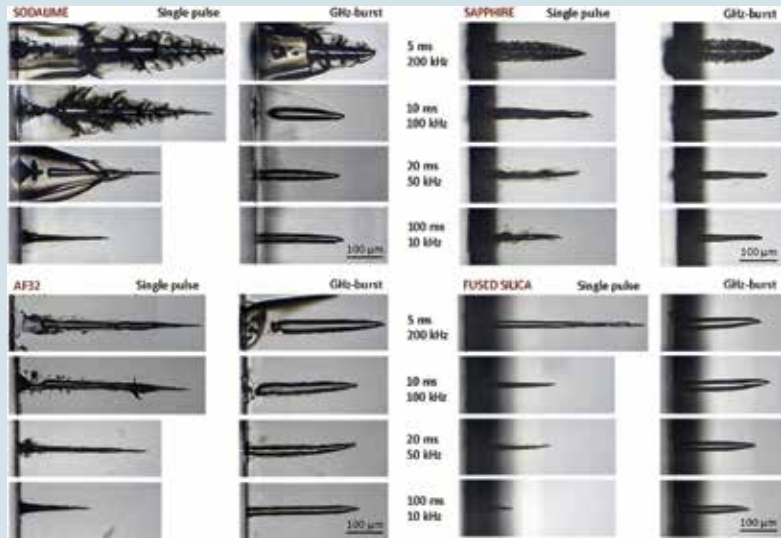 SODALIME Single pulse GHz-burst SAPPHIRE Single pulse GHz-burst
5 ms
200 kHz
10 ms
100 kHz
20 ms
50 kHz
100 ms
10 kHz
100 µm 100 µm
AF32 Single pulse GHz-burst FUSED SILICA Single pulse GHz-burst
5 ms
200 kHz
10 ms
100 kHz
20 ms
50 kHz
100 ms
10 kHz
100 µm 100 µm